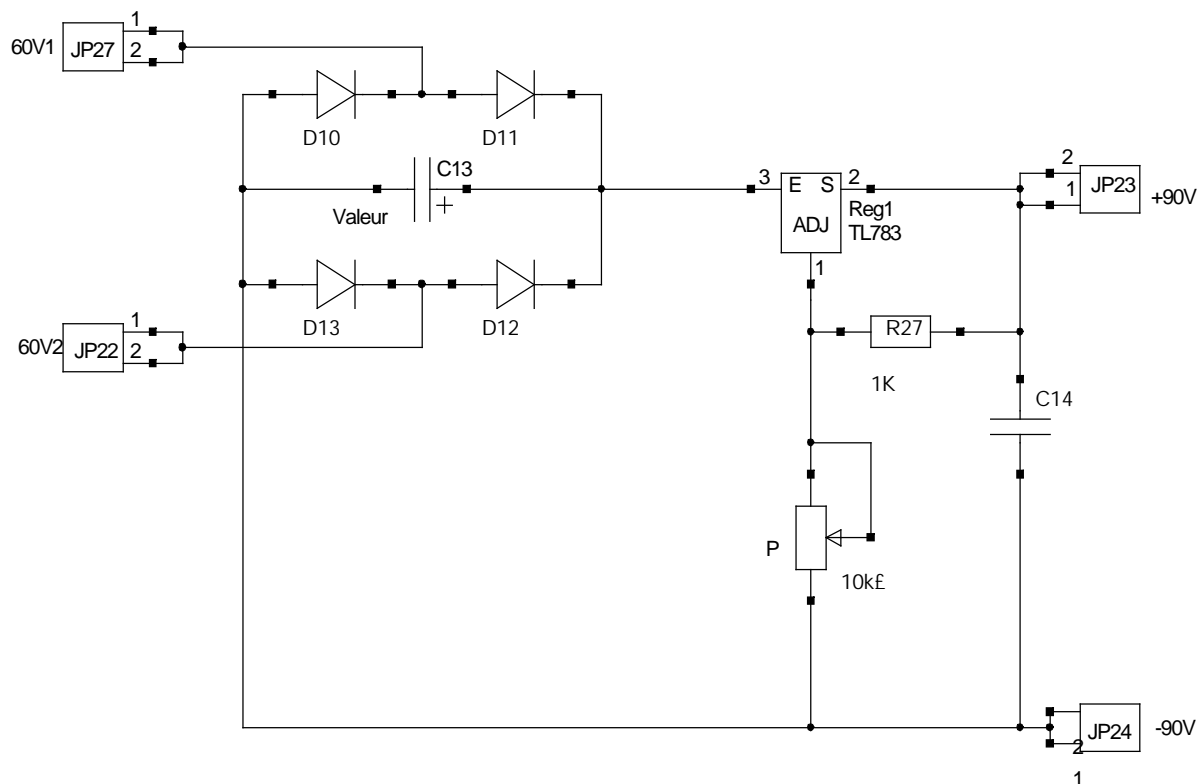 60V1
JP27
1
2
D10
D11
C13
Valeur
D13
D12
60V2
JP22
1
2
3
E
S
2
ADJ
Reg1
TL783
1
2
1
JP23
+90V
R27
1K
C14
P
10k£
JP24
-90V
2
1